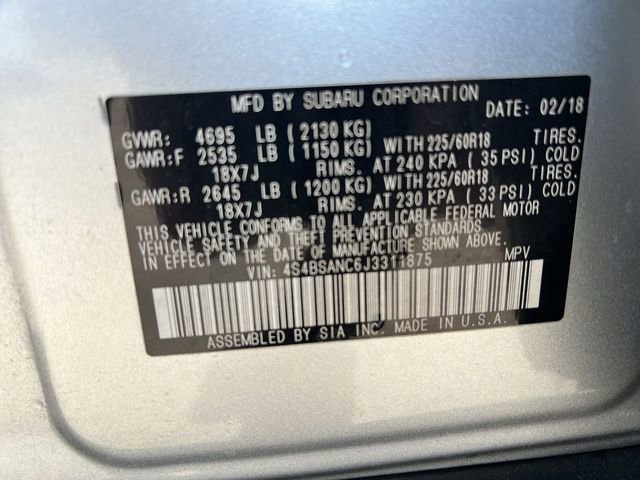 MFD BY SUBARU CORPORATION DATE: 02/18
GVWR: 4695 LB (2130 KG)
GAWR:F 2535 LB (1150 KG) WITH 225/60R18 TIRES.
18X7J RIMS. AT 240 KPA (35 PSI) COLD
GAWR:R 2645 LB (1200 KG) WITH 225/60R18 TIRES.
18X7J RIMS. AT 230 KPA (33 PSI) COLD
THIS VEHICLE CONFORMS TO ALL APPLICABLE FEDERAL MOTOR
VEHICLE SAFETY AND THEFT PREVENTION STANDARDS IN EFFECT
ON THE DATE OF MANUFACTURE SHOWN ABOVE.
VIN: 4S4BSANC6J3311875 MPV
ASSEMBLED BY SIA INC. MADE IN U.S.A.